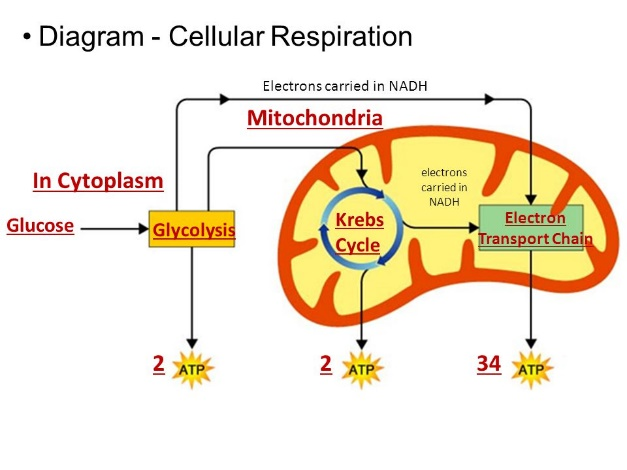 • Diagram - Cellular Respiration
Electrons carried in NADH
Mitochondria
In Cytoplasm
electrons
carried in
NADH
Glucose
Glycolysis
Krebs
Cycle
Electron
Transport Chain
2 ATP
2 ATP
34 ATP